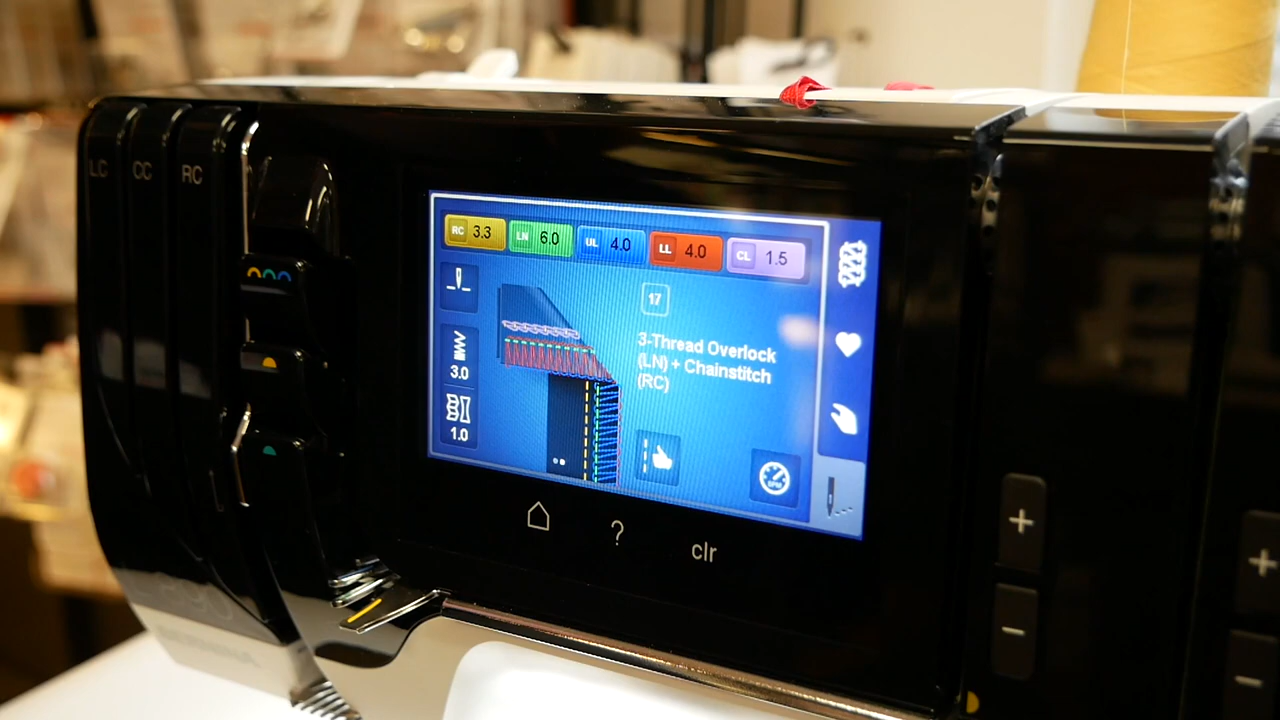 LC CC RC
RC 3.3 LN 6.0 UL 4.0 LL 4.0 CL 1.5
17
3-Thread Overlock
(LN) + Chainstitch
(RC)
3.0
1.0
? clr
+
-
+
-
BERNINA